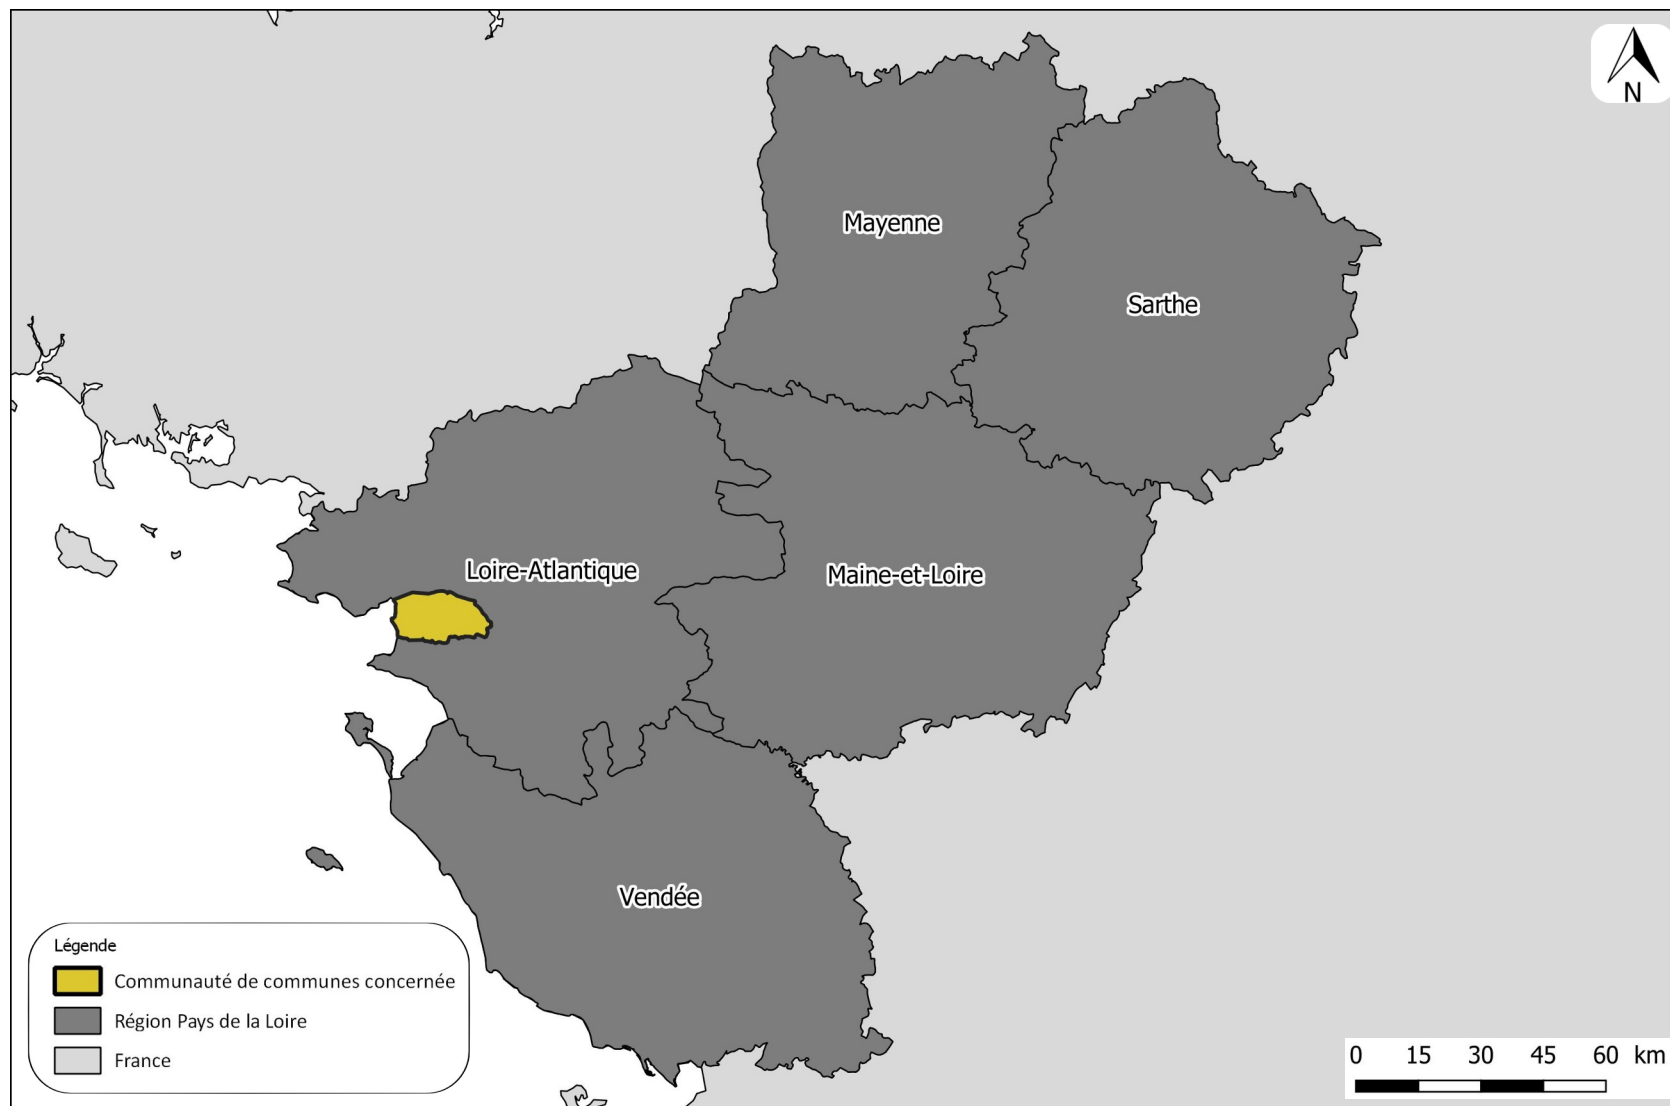 N
Mayenne
Sarthe
Loire-Atlantique
Maine-et-Loire
Vendée
Légende
Communauté de communes concernée
Région Pays de la Loire
France
0 15 30 45 60 km